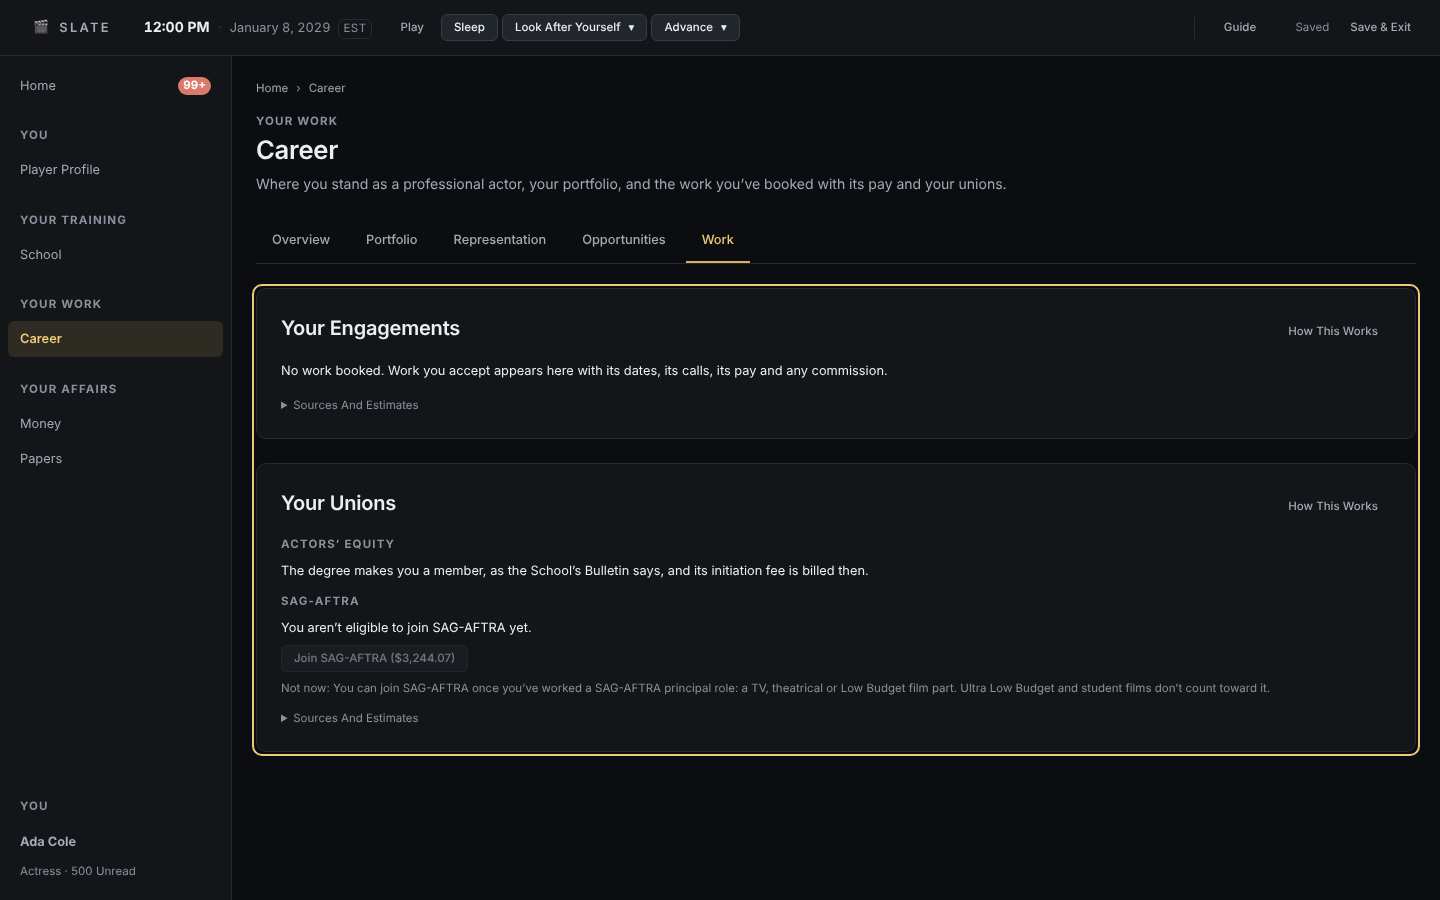 SLATE
12:00 PM · January 8, 2029 EST
Play
Sleep
Look After Yourself ▾
Advance ▾
Guide
Saved
Save & Exit
Home
99+
YOU
Player Profile
YOUR TRAINING
School
YOUR WORK
Career
YOUR AFFAIRS
Money
Papers
YOU
Ada Cole
Actress · 500 Unread
Home › Career
YOUR WORK
Career
Where you stand as a professional actor, your portfolio, and the work you’ve booked with its pay and your unions.
Overview
Portfolio
Representation
Opportunities
Work
Your Engagements
How This Works
No work booked. Work you accept appears here with its dates, its calls, its pay and any commission.
Sources And Estimates
Your Unions
How This Works
ACTORS’ EQUITY
The degree makes you a member, as the School’s Bulletin says, and its initiation fee is billed then.
SAG-AFTRA
You aren’t eligible to join SAG-AFTRA yet.
Join SAG-AFTRA ($3,244.07)
Not now: You can join SAG-AFTRA once you’ve worked a SAG-AFTRA principal role: a TV, theatrical or Low Budget film part. Ultra Low Budget and student films don’t count toward it.
Sources And Estimates